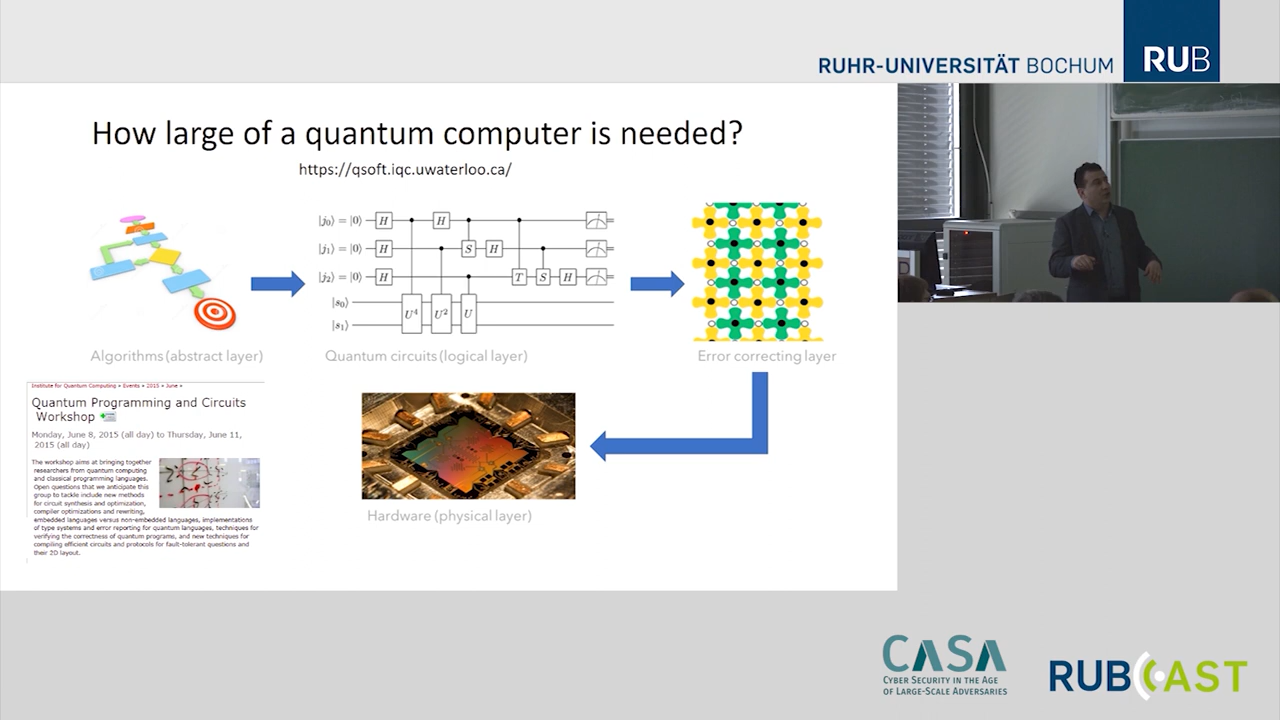 RUHR-UNIVERSITÄT BOCHUM
RUB
How large of a quantum computer is needed?
https://qsoft.iqc.uwaterloo.ca/
|j₀⟩ = |0⟩ H H
|j₁⟩ = |0⟩ H S H
|j₂⟩ = |0⟩ H T S H
|s₀⟩
|s₁⟩
U⁴ U² U
Algorithms (abstract layer)
Quantum circuits (logical layer)
Error correcting layer
Institute for Quantum Computing » Events » 2015 » June »
Quantum Programming and Circuits
Workshop
Monday, June 8, 2015 (all day) to Thursday, June 11,
2015 (all day)
The workshop aims at bringing together
researchers from quantum computing
and classical programming languages.
Open questions that we anticipate this
group to tackle include new methods
for circuit synthesis and optimization,
compiler optimizations and rewriting,
embedded languages versus non-embedded languages, implementations
of type systems and error reporting for quantum languages, techniques for
verifying the correctness of quantum programs, and new techniques for
compiling efficient circuits and protocols for fault-tolerant questions and
their 2D layout.
Hardware (physical layer)
CASA
CYBER SECURITY IN THE AGE
OF LARGE-SCALE ADVERSARIES
RUBCAST